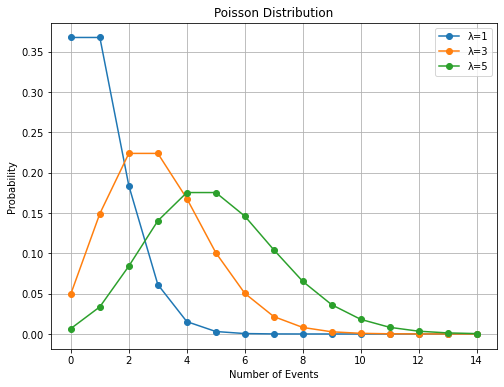 Poisson Distribution
λ=1
λ=3
λ=5
Probability
0.35
0.30
0.25
0.20
0.15
0.10
0.05
0.00
0 2 4 6 8 10 12 14
Number of Events